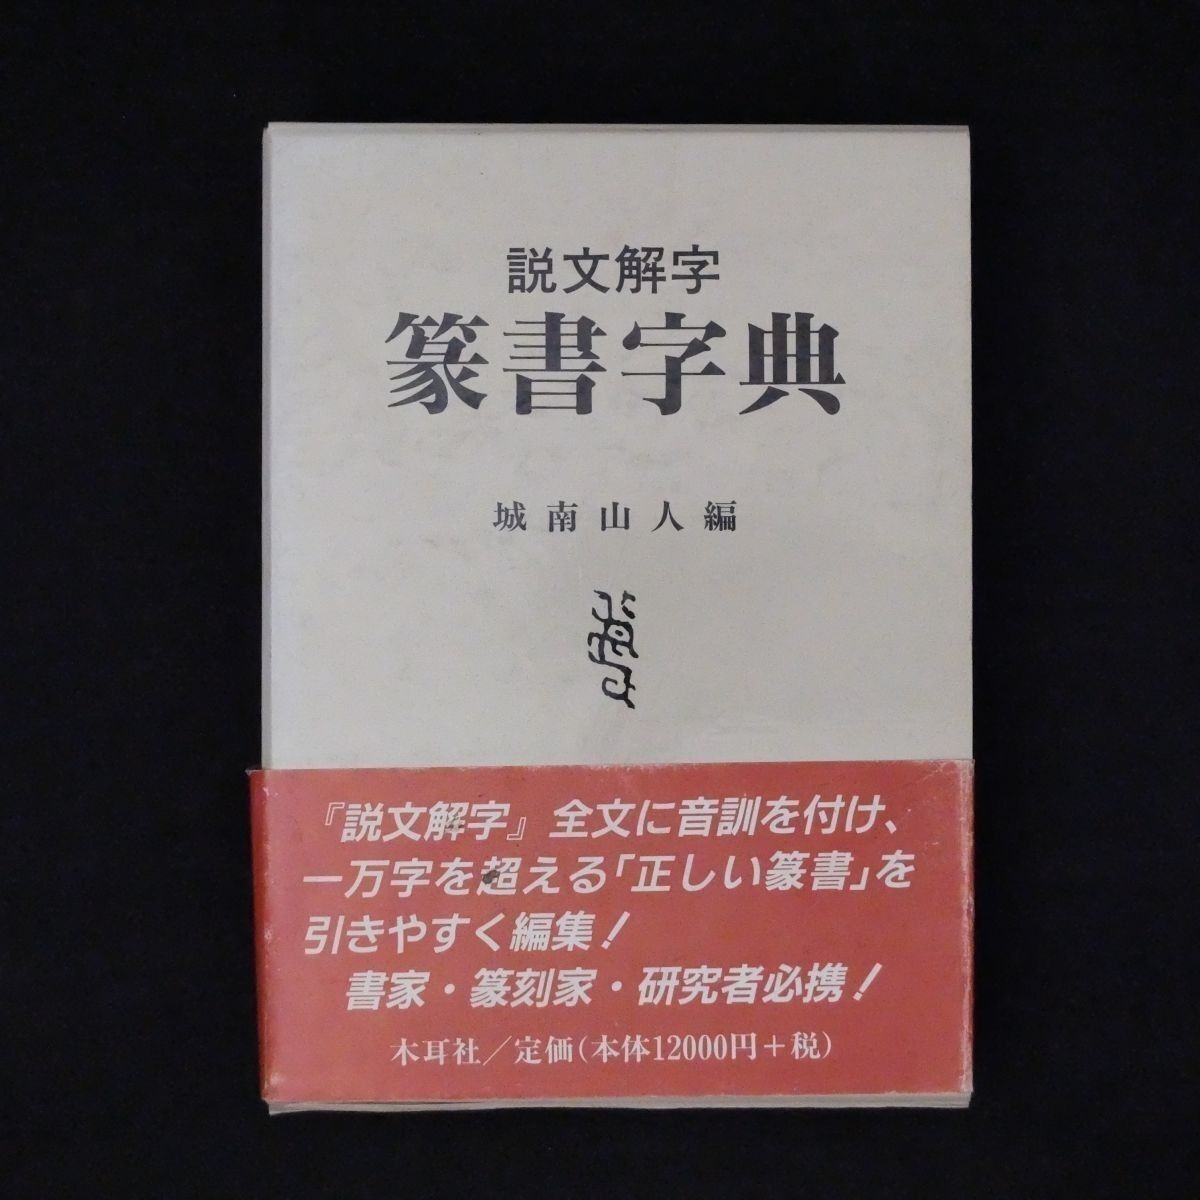 説文解字
篆書字典
城南山人編
『説文解字』全文に音訓を付け、
一万字を超える「正しい篆書」を
引きやすく編集！
書家・篆刻家・研究者必携！
木耳社／定価(本体12000円＋税)